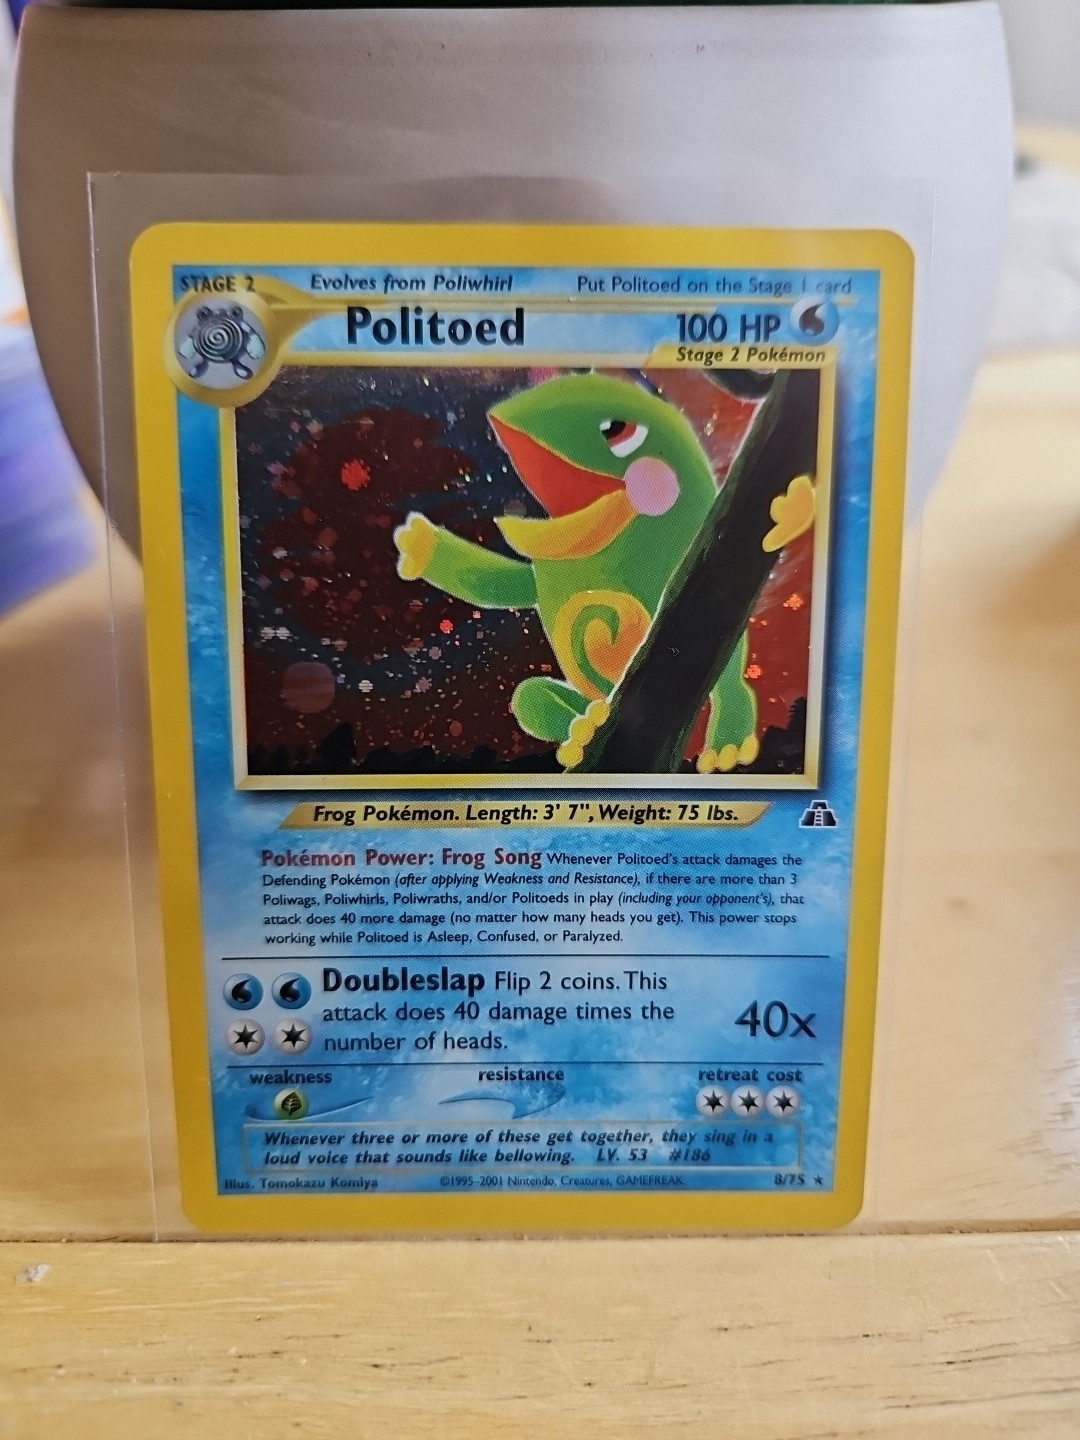 STAGE 2
Evolves from Poliwhirl
Put Politoed on the Stage 1 card
Politoed
100 HP
Stage 2 Pokémon
Frog Pokémon. Length: 3' 7", Weight: 75 lbs.
Pokémon Power: Frog Song Whenever Politoed's attack damages the
Defending Pokémon (after applying Weakness and Resistance), if there are more than 3
Poliwags, Poliwhirls, Poliwraths, and/or Politoeds in play (including your opponent's), that
attack does 40 more damage (no matter how many heads you get). This power stops
working while Politoed is Asleep, Confused, or Paralyzed.
Doubleslap Flip 2 coins. This
attack does 40 damage times the
number of heads.
40x
weakness
resistance
retreat cost
Whenever three or more of these get together, they sing in a
loud voice that sounds like bellowing. LV. 53 #186
Illus. Tomokazu Komiya
©1995-2001 Nintendo, Creatures, GAMEFREAK.
8/75 ★